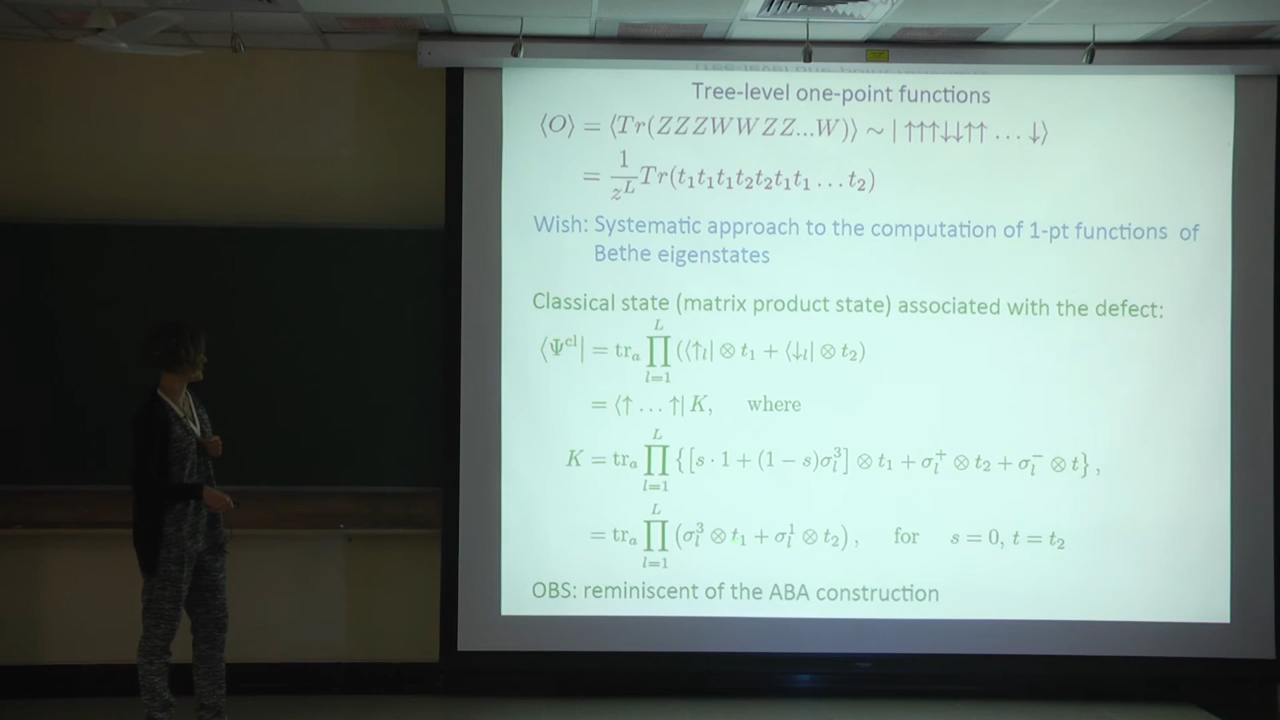 Tree-level one-point functions
⟨O⟩ = ⟨Tr(ZZZWWZZ...W)⟩ ∼ | ↑↑↑↓↓↑↑ … ↓⟩
= \frac{1}{z^L} Tr(t₁t₁t₁t₂t₂t₁t₁ … t₂)
Wish: Systematic approach to the computation of 1-pt functions of
Bethe eigenstates
Classical state (matrix product state) associated with the defect:
⟨Ψ^{cl}| = tr_a ∏_{l=1}^{L} (⟨↑_l| ⊗ t₁ + ⟨↓_l| ⊗ t₂)
= ⟨↑ … ↑| K, where
K = tr_a ∏_{l=1}^{L} {[s · 1 + (1 − s)σ_l^3] ⊗ t₁ + σ_l^+ ⊗ t₂ + σ_l^- ⊗ t},
= tr_a ∏_{l=1}^{L} (σ_l^3 ⊗ t₁ + σ_l^1 ⊗ t₂), for s = 0, t = t₂
OBS: reminiscent of the ABA construction